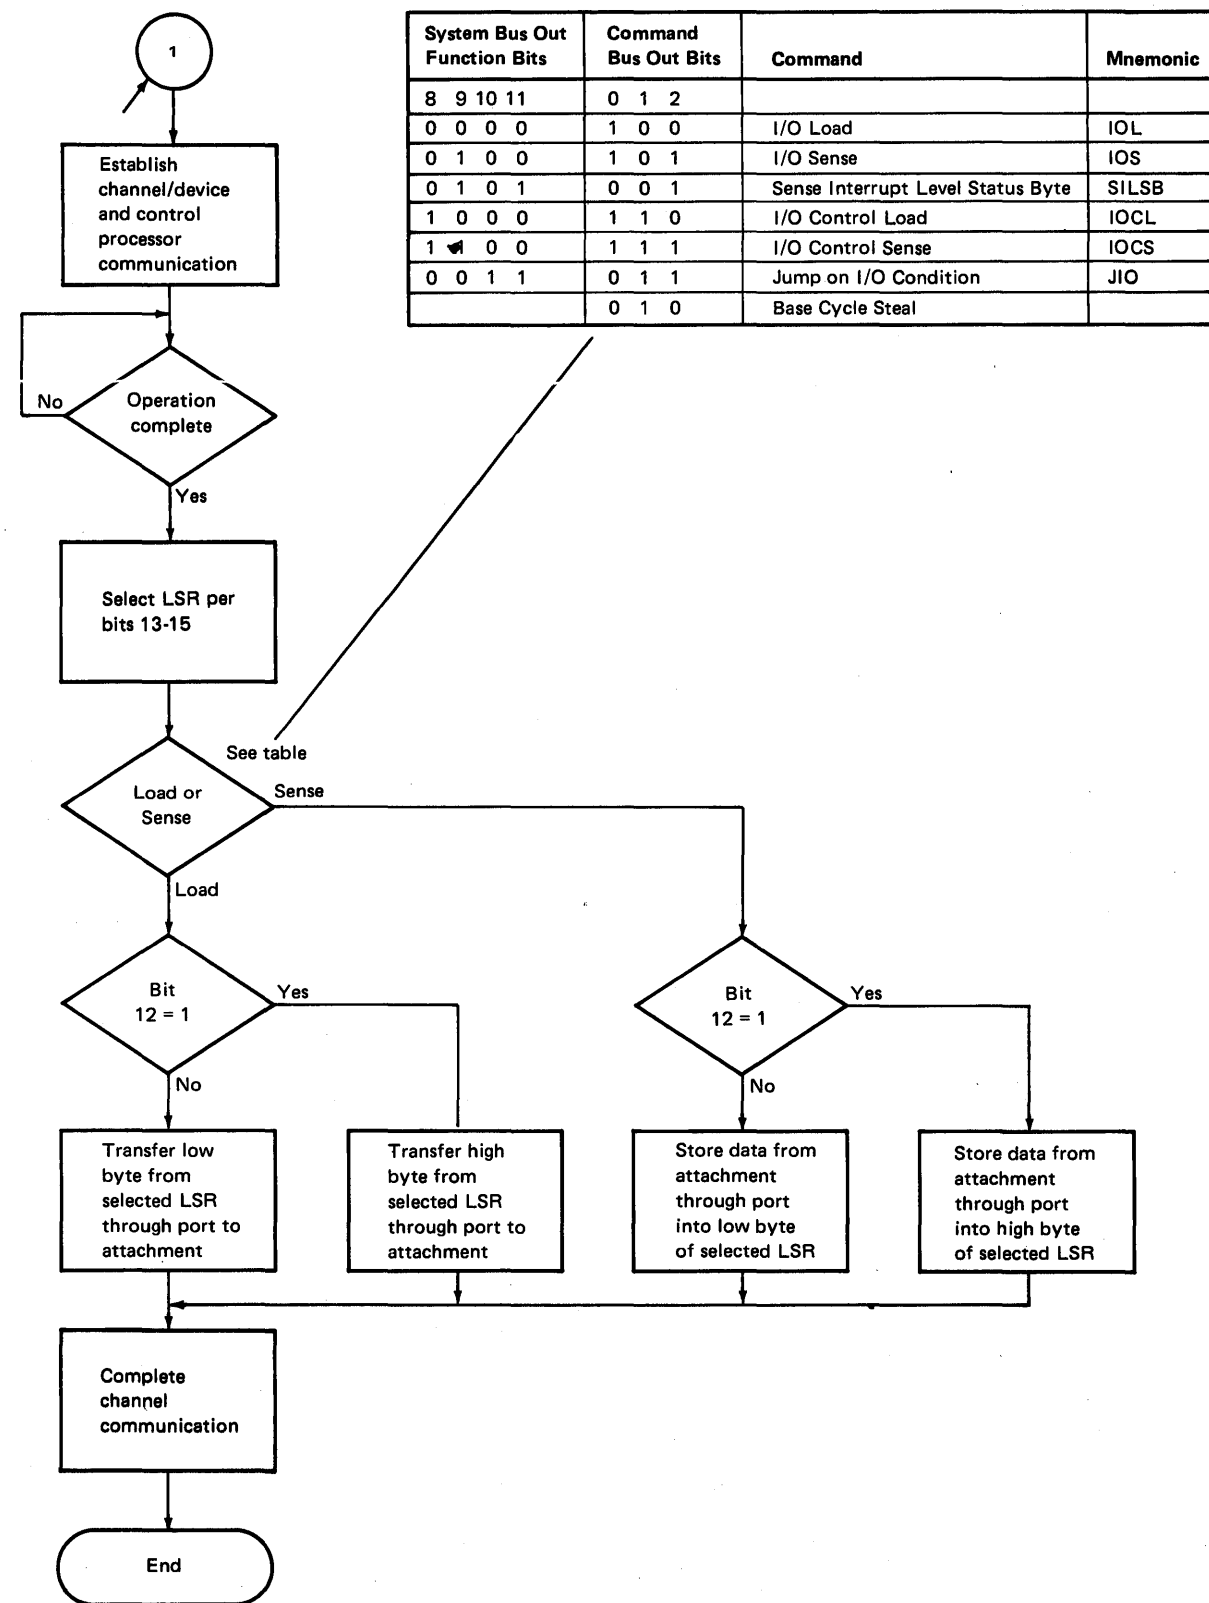 1
System Bus Out Command
Function Bits Bus Out Bits Command Mnemonic
8 9 10 11 0 1 2
0 0 0 0 1 0 0 I/O Load IOL
0 1 0 0 1 0 1 I/O Sense IOS
0 1 0 1 0 0 1 Sense Interrupt Level Status Byte SILSB
1 0 0 0 1 1 0 I/O Control Load IOCL
1 0 0 1 1 1 I/O Control Sense IOCS
0 0 1 1 0 1 1 Jump on I/O Condition JIO
0 1 0 Base Cycle Steal
Establish
channel/device
and control
processor
communication
No
Operation
complete
Yes
Select LSR per
bits 13-15
See table
Load or
Sense
Sense
Load
Bit
12 = 1
Yes
No
Bit
12 = 1
Yes
No
Transfer low
byte from
selected LSR
through port to
attachment
Transfer high
byte from
selected LSR
through port to
attachment
Store data from
attachment
through port
into low byte
of selected LSR
Store data from
attachment
through port
into high byte
of selected LSR
Complete
channel
communication
End